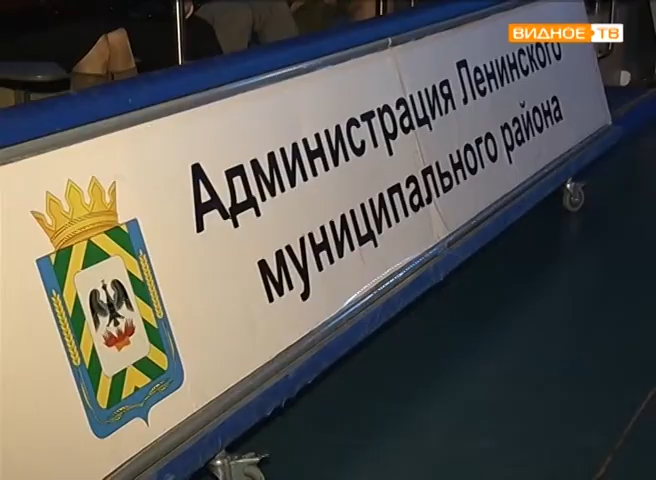 ВИДНОЕ ТВ
Администрация Ленинского
муниципального района